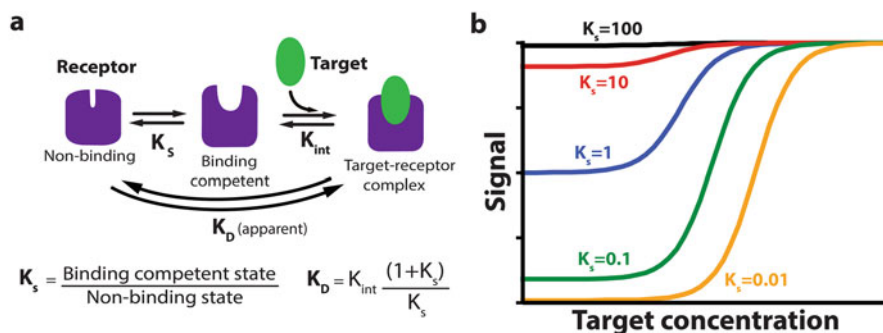 a
Receptor
Target
Non-binding
K_S
Binding
competent
K_int
Target-receptor
complex
K_D (apparent)
K_s = Binding competent state / Non-binding state
K_D = K_int (1+K_s) / K_s
b
Signal
K_s=100
K_s=10
K_s=1
K_s=0.1
K_s=0.01
Target concentration